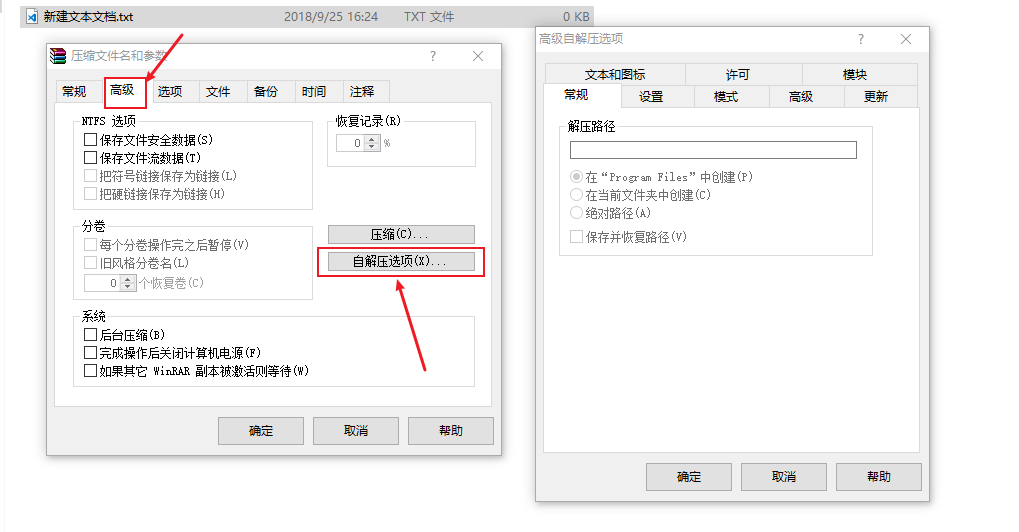 新建文本文档.txt 2018/9/25 16:24 TXT 文件 0 KB
压缩文件名和参数 ?
常规 高级 选项 文件 备份 时间 注释
NTFS 选项
保存文件安全数据(S)
保存文件流数据(T)
把符号链接保存为链接(L)
把硬链接保存为链接(H)
恢复记录(R)
0 %
分卷
每个分卷操作完之后暂停(V)
旧风格分卷名(L)
0 个恢复卷(C)
压缩(C)...
自解压选项(X)...
系统
后台压缩(B)
完成操作后关闭计算机电源(F)
如果其它 WinRAR 副本被激活则等待(W)
确定 取消 帮助
高级自解压选项 ?
文本和图标 许可 模块
常规 设置 模式 高级 更新
解压路径
在“Program Files”中创建(P)
在当前文件夹中创建(C)
绝对路径(A)
保存并恢复路径(V)
确定 取消 帮助